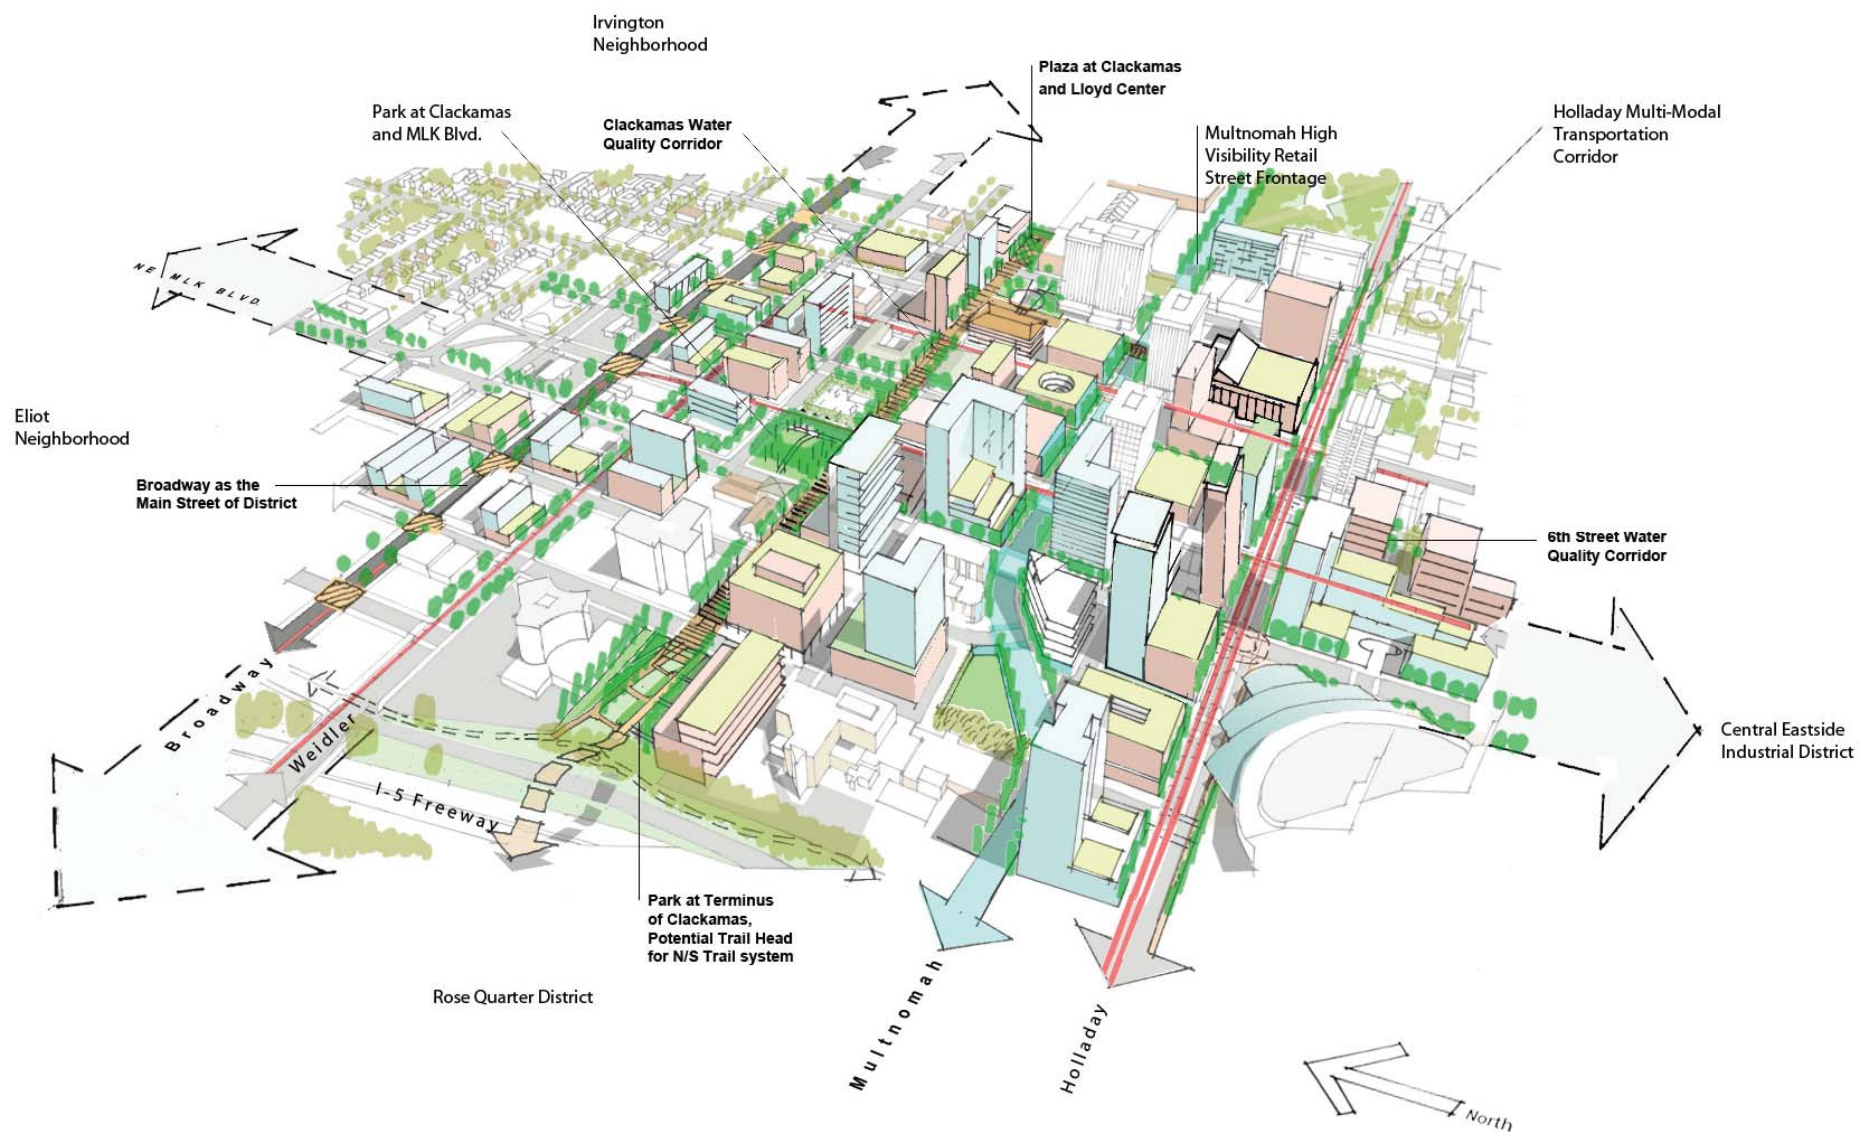 Irvington
Neighborhood
Plaza at Clackamas
and Lloyd Center
Park at Clackamas
and MLK Blvd.
Clackamas Water
Quality Corridor
Multnomah High
Visibility Retail
Street Frontage
Holladay Multi-Modal
Transportation
Corridor
NE MLK BLVD.
Eliot
Neighborhood
Broadway as the
Main Street of District
6th Street Water
Quality Corridor
Broadway
Weidler
I-5 Freeway
Central Eastside
Industrial District
Park at Terminus
of Clackamas,
Potential Trail Head
for N/S Trail system
Rose Quarter District
Multnomah
Holladay
North